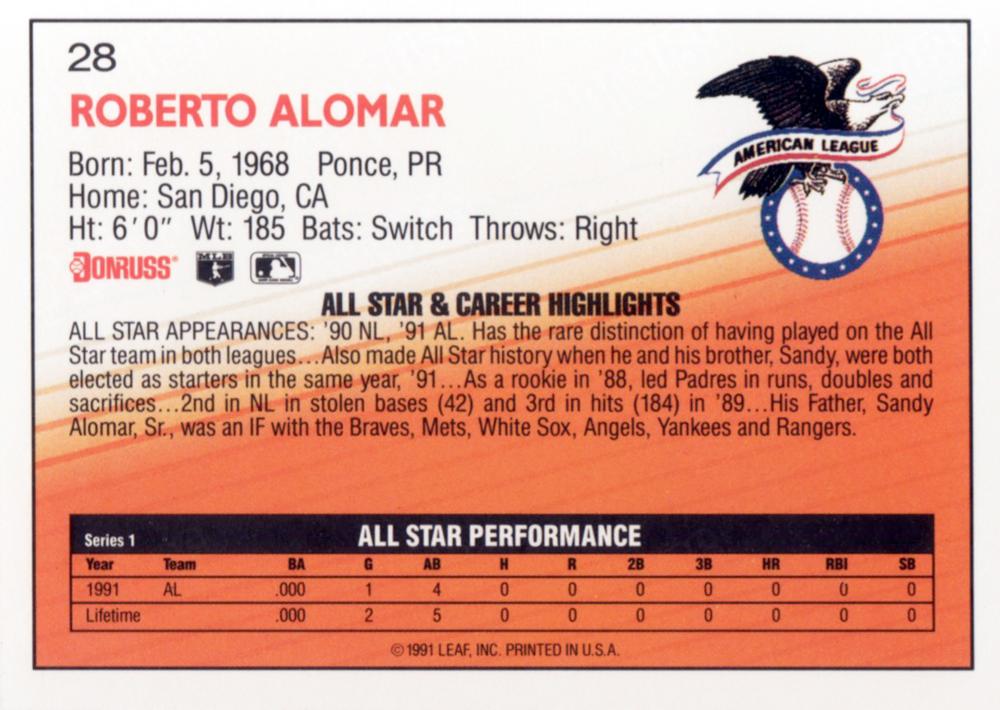 28
ROBERTO ALOMAR
Born: Feb. 5, 1968 Ponce, PR
Home: San Diego, CA
Ht: 6'0" Wt: 185 Bats: Switch Throws: Right
AMERICAN LEAGUE
DONRUSS®
MLB
ALL STAR & CAREER HIGHLIGHTS
ALL STAR APPEARANCES: '90 NL, '91 AL. Has the rare distinction of having played on the All
Star team in both leagues...Also made All Star history when he and his brother, Sandy, were both
elected as starters in the same year, '91...As a rookie in '88, led Padres in runs, doubles and
sacrifices...2nd in NL in stolen bases (42) and 3rd in hits (184) in '89...His Father, Sandy
Alomar, Sr., was an IF with the Braves, Mets, White Sox, Angels, Yankees and Rangers.
Series 1 ALL STAR PERFORMANCE
Year Team BA G AB H R 2B 3B HR RBI SB
1991 AL .000 1 4 0 0 0 0 0 0 0
Lifetime .000 2 5 0 0 0 0 0 0 0
©1991 LEAF, INC. PRINTED IN U.S.A.